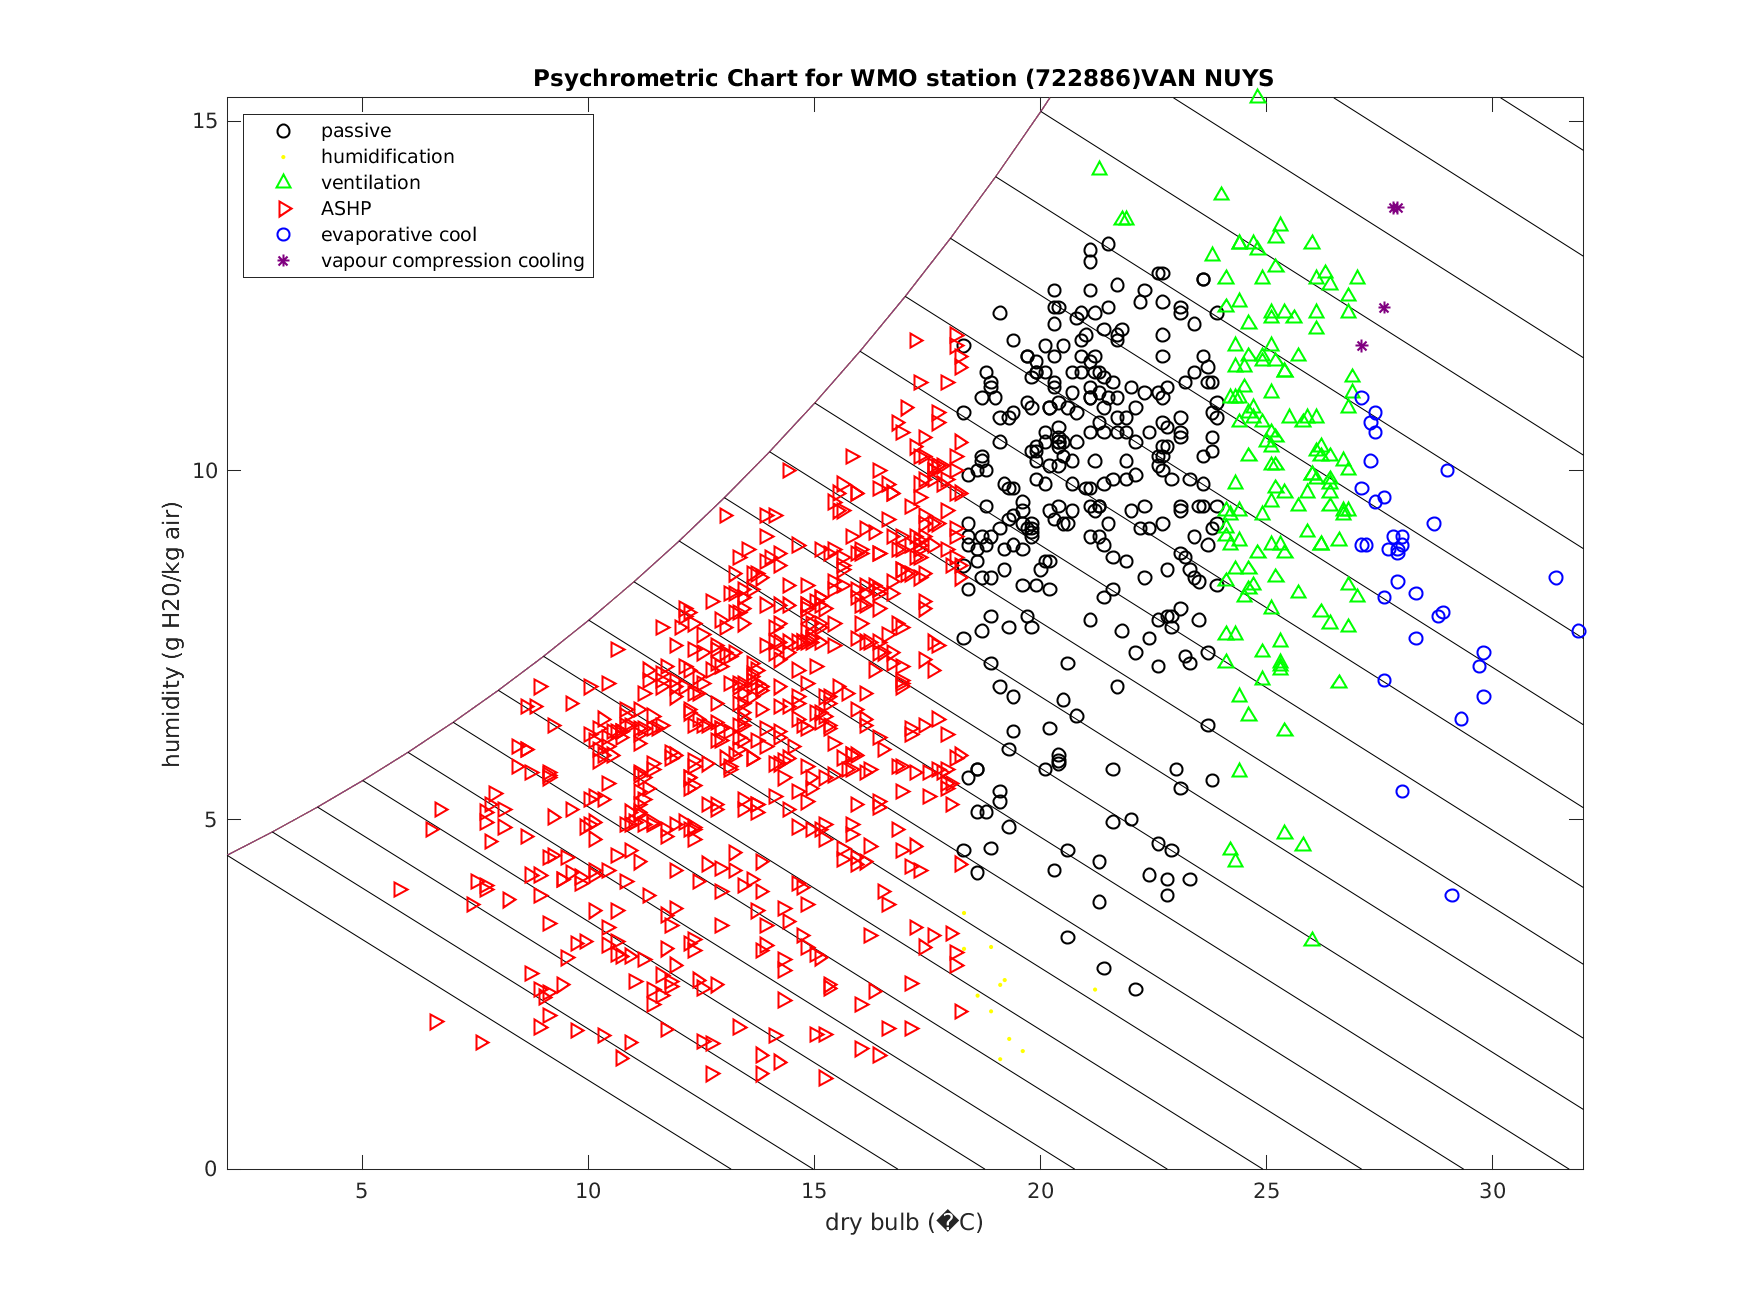 Psychrometric Chart for WMO station (722886)VAN NUYS
passive
humidification
ventilation
ASHP
evaporative cool
vapour compression cooling
humidity (g H20/kg air)
15
10
5
0
5
10
15
20
25
30
dry bulb (�C)